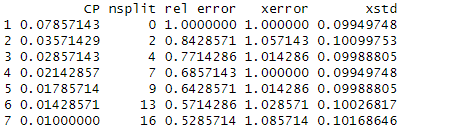 CP nsplit rel error xerror xstd
1 0.07857143 0 1.0000000 1.000000 0.09949748
2 0.03571429 2 0.8428571 1.057143 0.10099753
3 0.02857143 4 0.7714286 1.014286 0.09988805
4 0.02142857 7 0.6857143 1.000000 0.09949748
5 0.01785714 9 0.6428571 1.014286 0.09988805
6 0.01428571 13 0.5714286 1.028571 0.10026817
7 0.01000000 16 0.5285714 1.085714 0.10168646